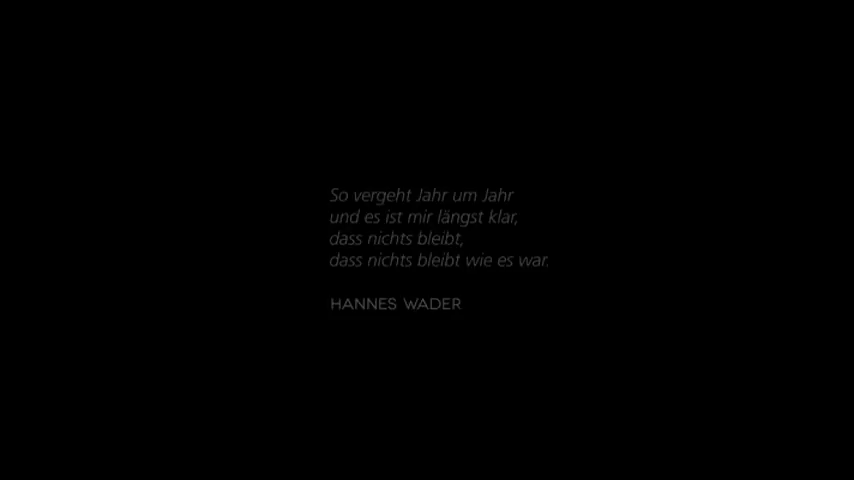 So vergeht Jahr um Jahr
und es ist mir längst klar,
dass nichts bleibt,
dass nichts bleibt wie es war.
HANNES WADER